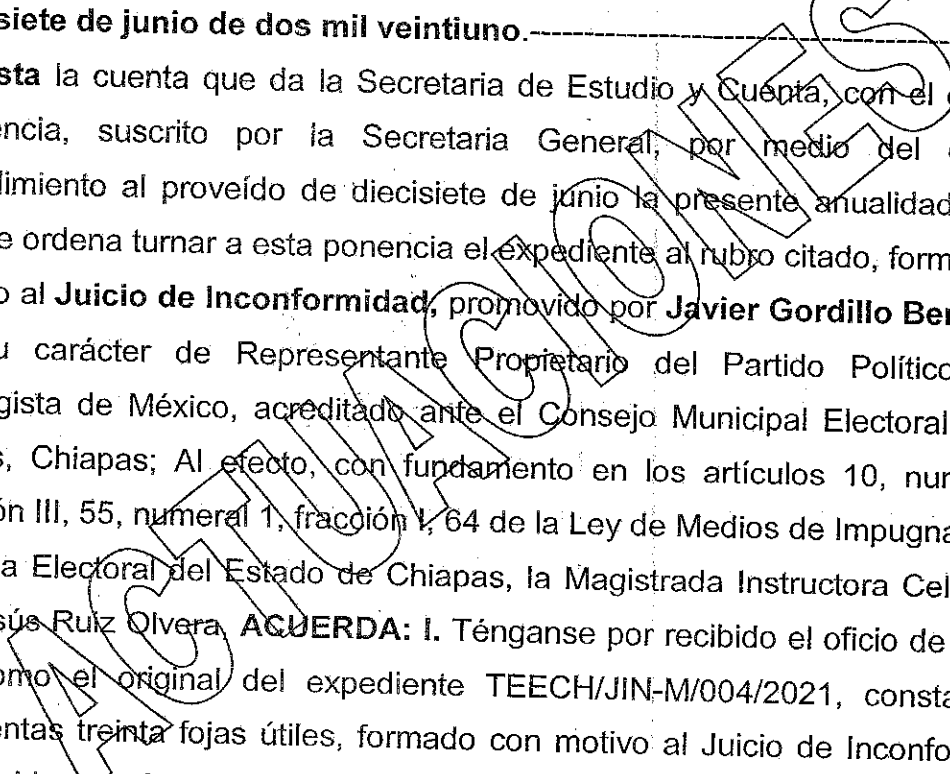 siete de junio de dos mil veintiuno.-----------------------------------
sta la cuenta que da la Secretaria de Estudio y Cuenta, con el
encia, suscrito por la Secretaria General, por medio del
dimiento al proveído de diecisiete de junio la presente anualidad
e ordena turnar a esta ponencia el expediente al rubro citado, form
o al Juicio de Inconformidad, promovido por Javier Gordillo Be
u carácter de Representante Propietario del Partido Político
gista de México, acreditado ante el Consejo Municipal Electoral
s, Chiapas; Al efecto, con fundamento en los artículos 10, nu
ón III, 55, numeral 1, fracción I, 64 de la Ley de Medios de Impugna
a Electoral del Estado de Chiapas, la Magistrada Instructora Cel
sús Ruiz Olvera, ACUERDA: I. Ténganse por recibido el oficio de
omo el original del expediente TEECH/JIN-M/004/2021, consta
entas treinta fojas útiles, formado con motivo al Juicio de Inconfo
ACTUACIONES